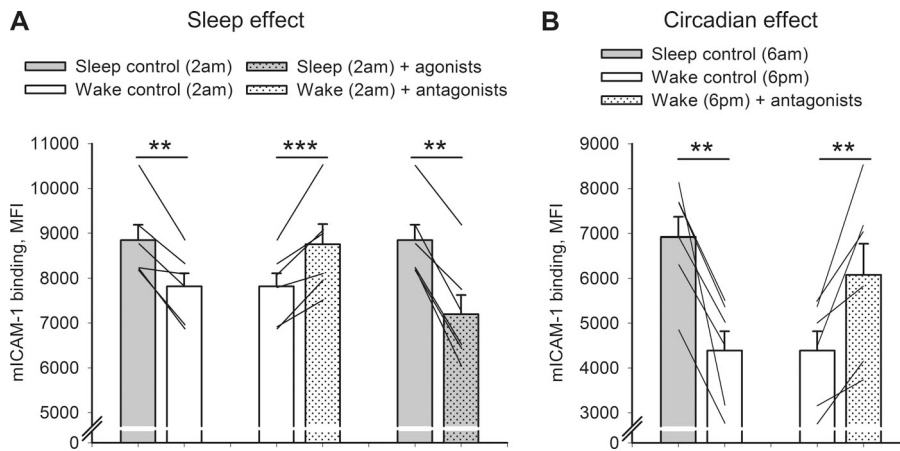 A
Sleep effect
Sleep control (2am)
Sleep (2am) + agonists
Wake control (2am)
Wake (2am) + antagonists
mICAM-1 binding, MFI
11000
10000
9000
8000
7000
6000
5000
0
**
***
**
B
Circadian effect
Sleep control (6am)
Wake control (6pm)
Wake (6pm) + antagonists
mICAM-1 binding, MFI
9000
8000
7000
6000
5000
4000
3000
0
**
**